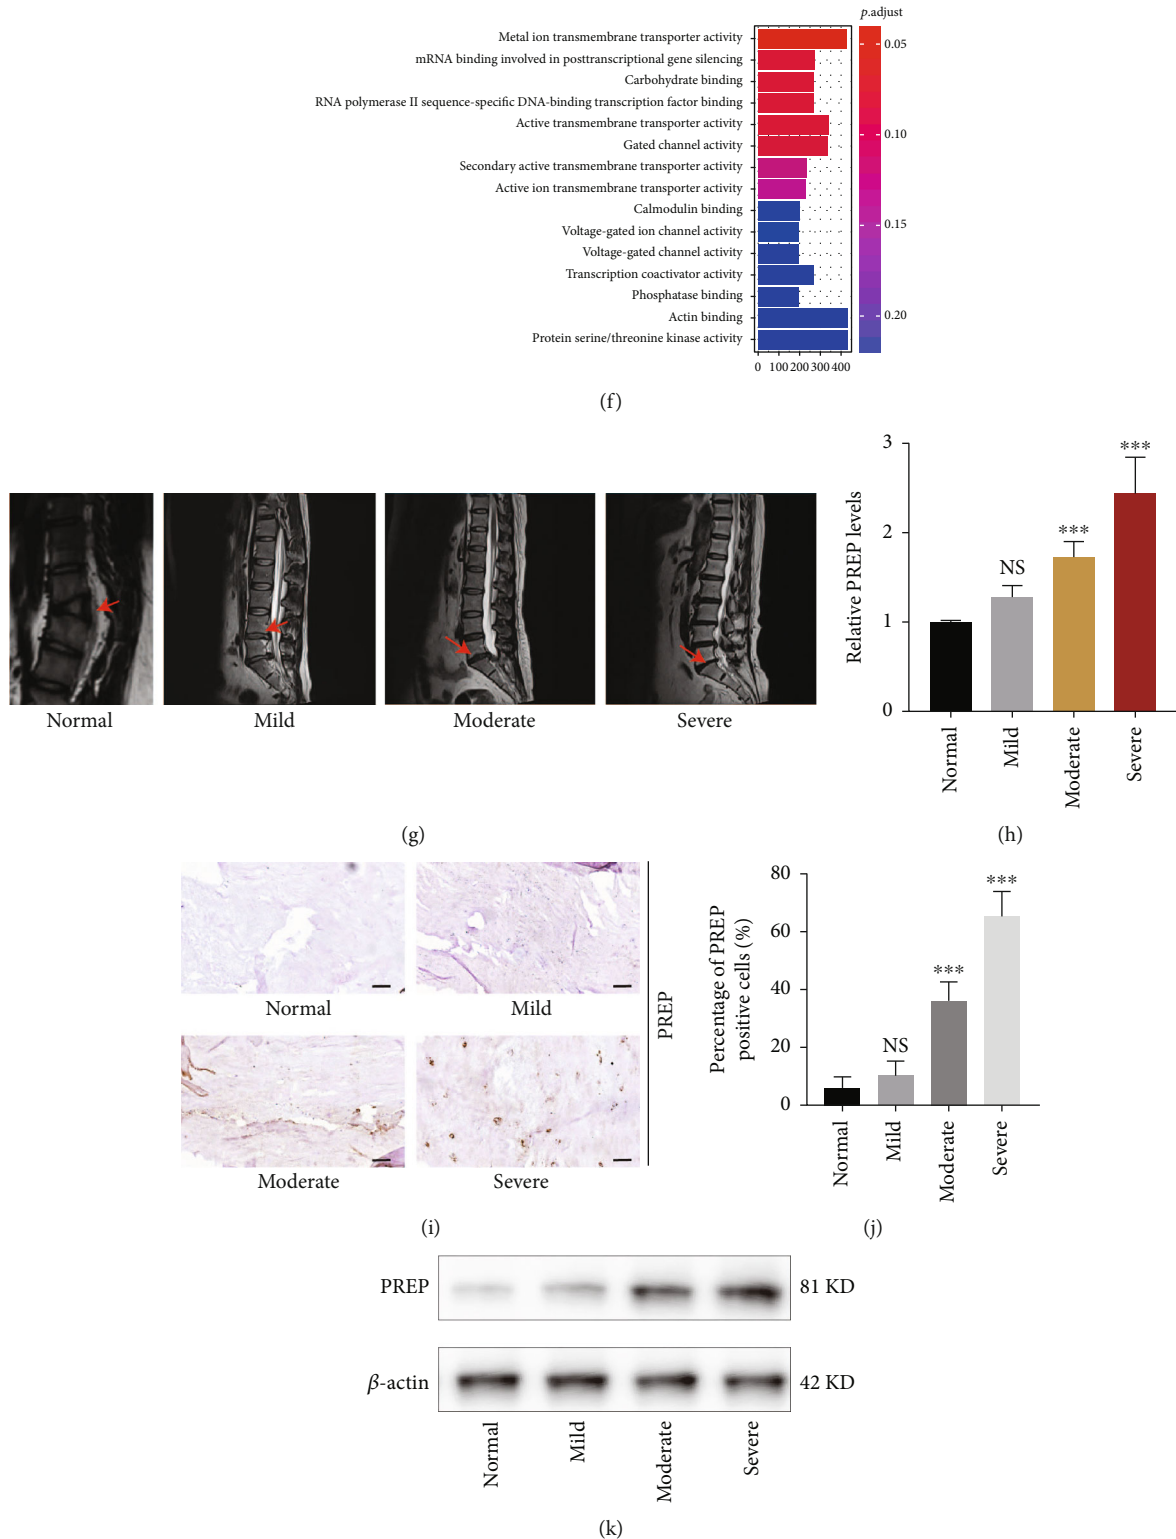 p.adjust
Metal ion transmembrane transporter activity
mRNA binding involved in posttranscriptional gene silencing
Carbohydrate binding
RNA polymerase II sequence-specific DNA-binding transcription factor binding
Active transmembrane transporter activity
Gated channel activity
Secondary active transmembrane transporter activity
Active ion transmembrane transporter activity
Calmodulin binding
Voltage-gated ion channel activity
Voltage-gated channel activity
Transcription coactivator activity
Phosphatase binding
Actin binding
Protein serine/threonine kinase activity
0 100 200 300 400
0.05
0.10
0.15
0.20
(f)
Normal
Mild
Moderate
Severe
(g)
Relative PREP levels
3
2
1
0
NS
***
***
Normal
Mild
Moderate
Severe
(h)
Normal
Mild
Moderate
Severe
PREP
(i)
Percentage of PREP
positive cells (%)
80
60
40
20
0
NS
***
***
Normal
Mild
Moderate
Severe
(j)
PREP
81 KD
β-actin
42 KD
Normal
Mild
Moderate
Severe
(k)